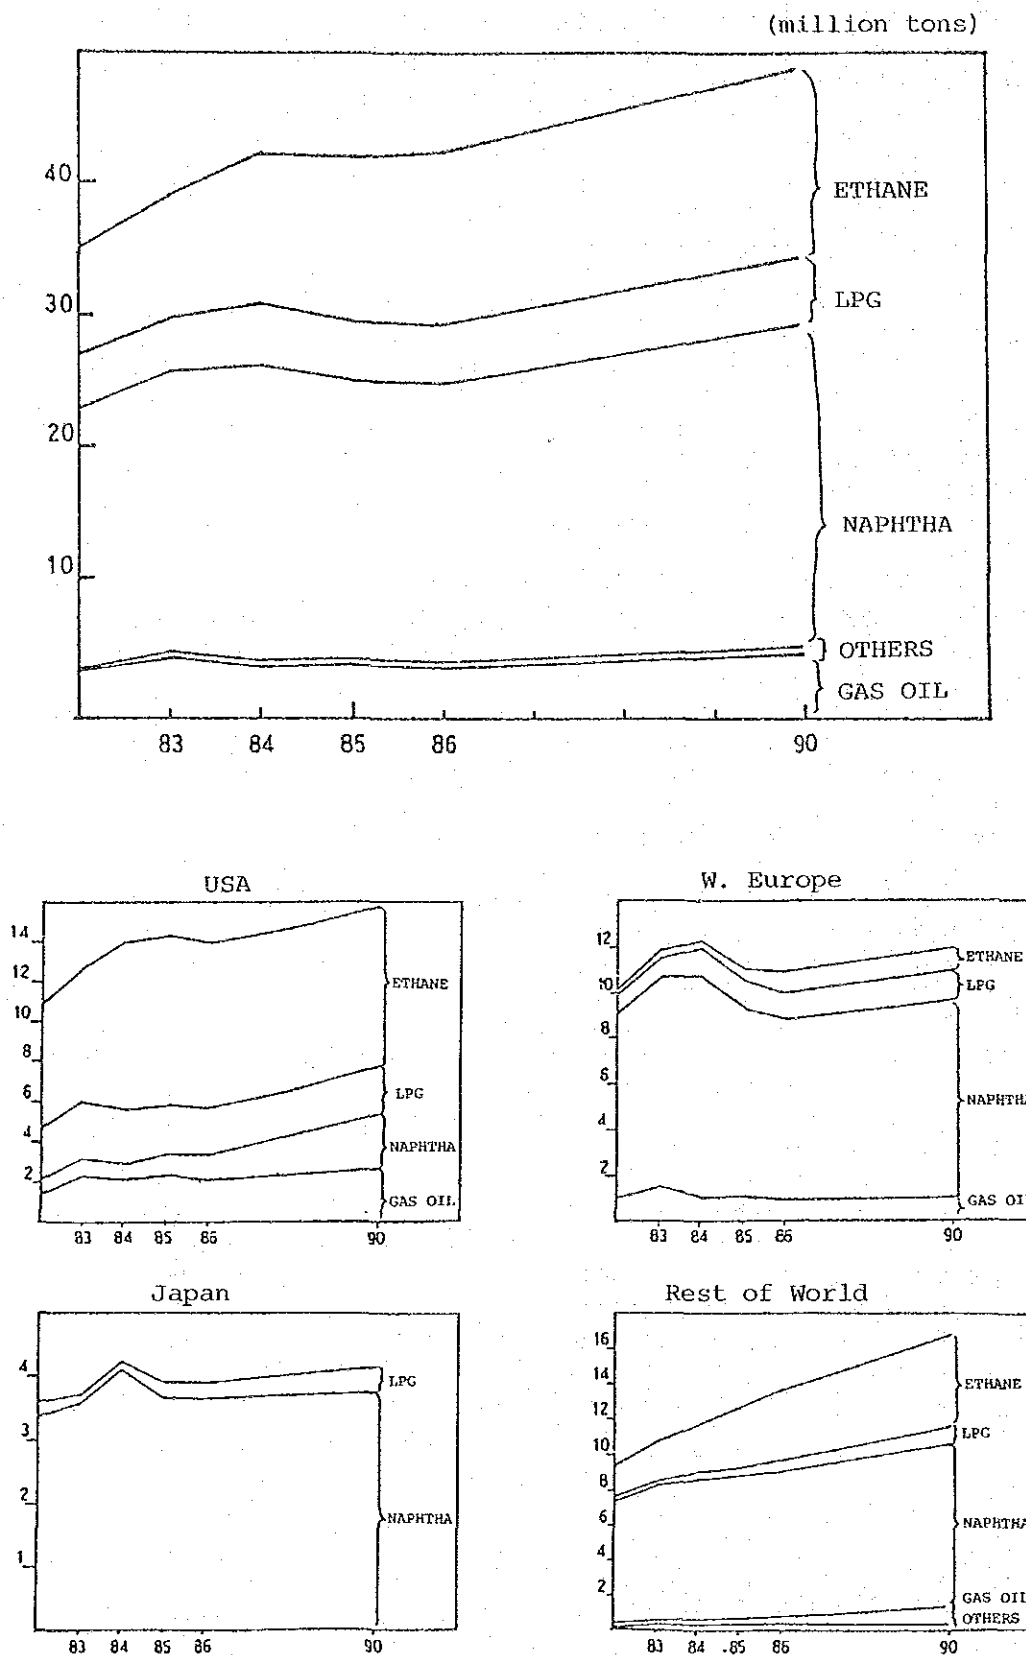 (million tons)
40
ETHANE
30
LPG
20
NAPHTHA
10
OTHERS
GAS OIL
83 84 85 86 90
USA
14
12
ETHANE
10
8
6
LPG
4
NAPHTHA
2
GAS OIL
83 84 85 86 90
W. Europe
12
ETHANE
10
LPG
8
6
NAPHTHA
4
2
GAS OIL
83 84 85 86 90
Japan
4
LPG
3
2
NAPHTHA
1
83 84 85 86 90
Rest of World
16
14
ETHANE
12
LPG
10
8
6
NAPHTHA
4
2
GAS OIL
OTHERS
83 84 85 86 90